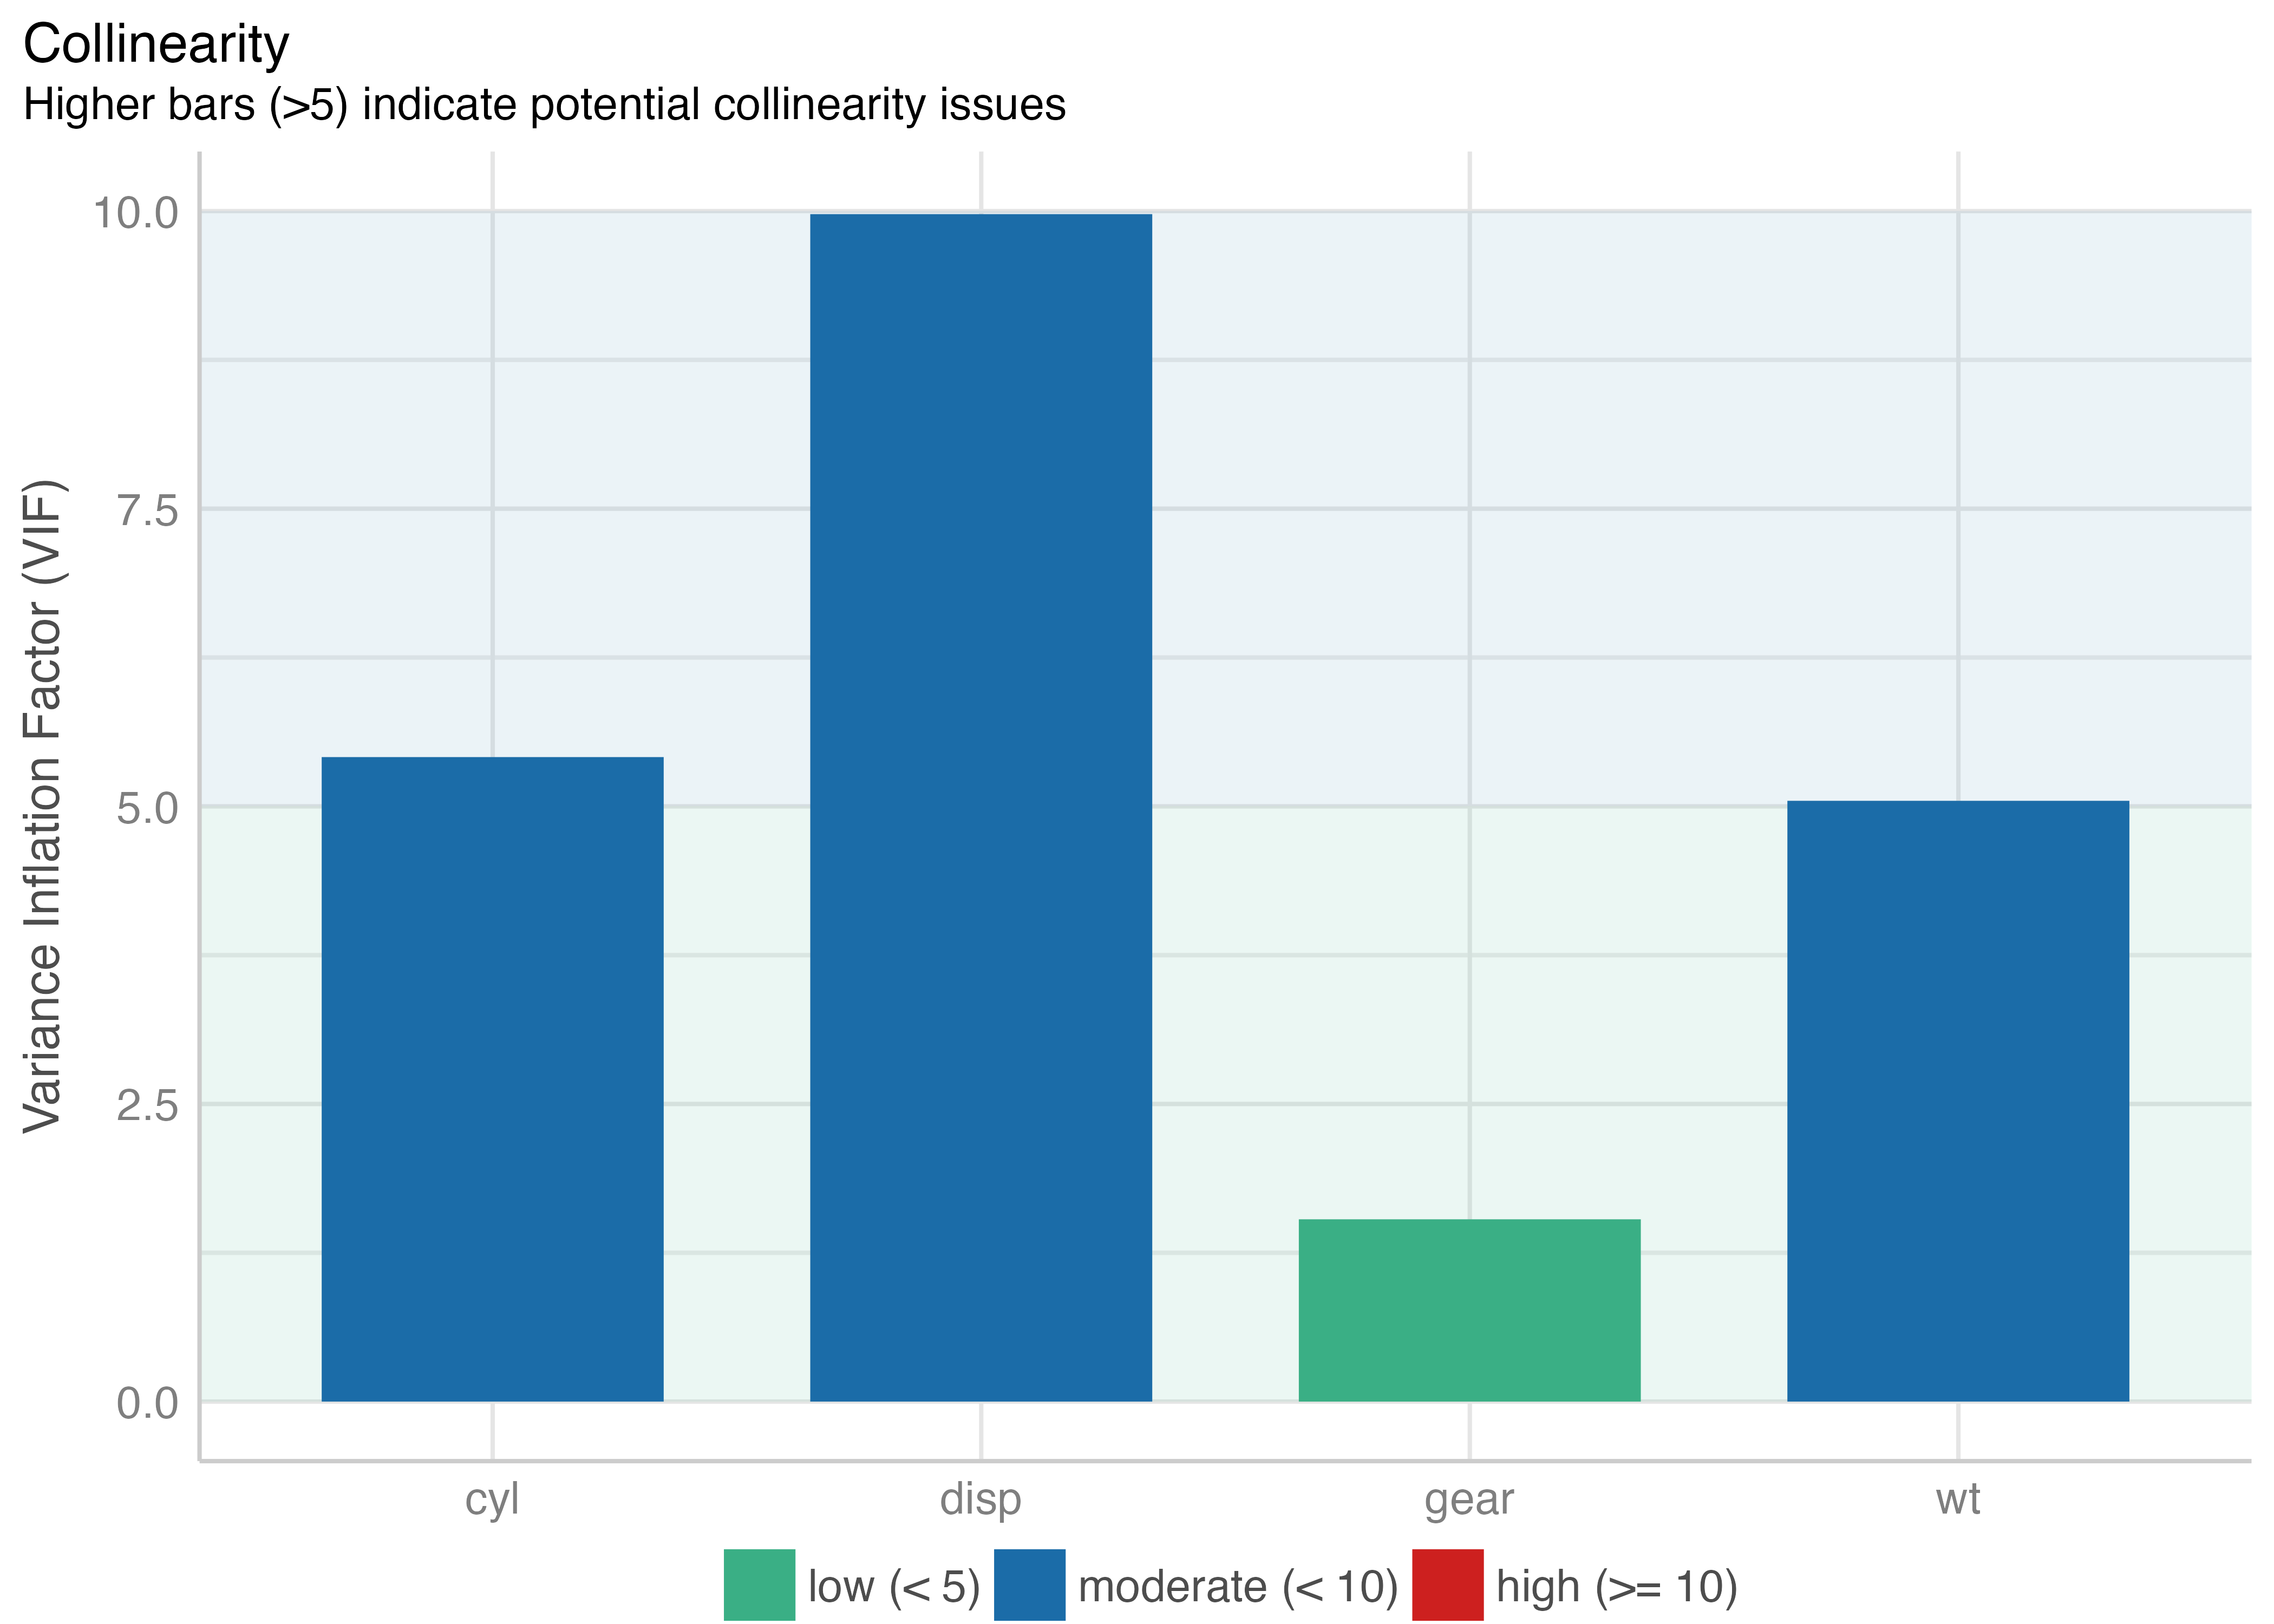 Collinearity
Higher bars (>5) indicate potential collinearity issues
Variance Inflation Factor (VIF)
10.0
7.5
5.0
2.5
0.0
cyl disp gear wt
low (< 5) moderate (< 10) high (>= 10)